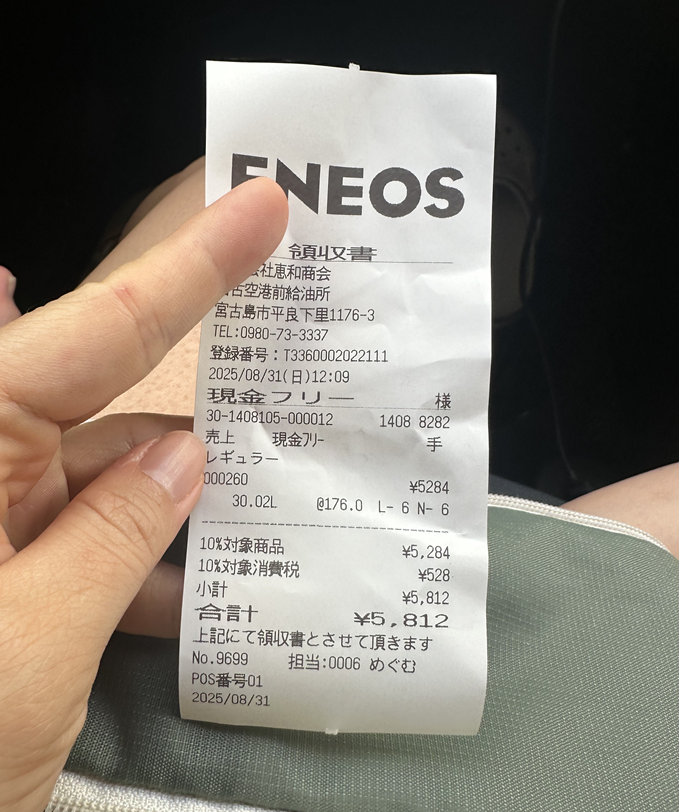 ENEOS
領収書
会社恵和商会
古空港前給油所
宮古島市平良下里1176-3
TEL:0980-73-3337
登録番号:T3360002022111
2025/08/31(日)12:09
現金フリー 様
30-1408105-000012 1408 8282
売上 現金フリー 手
レギュラー
000260 ¥5284
30.02L @176.0 L- 6 N- 6
10%対象商品 ¥5,284
10%対象消費税 ¥528
小計 ¥5,812
合計 ¥5,812
上記にて領収書とさせて頂きます
No.9699 担当:0006 めぐむ
POS番号01
2025/08/31